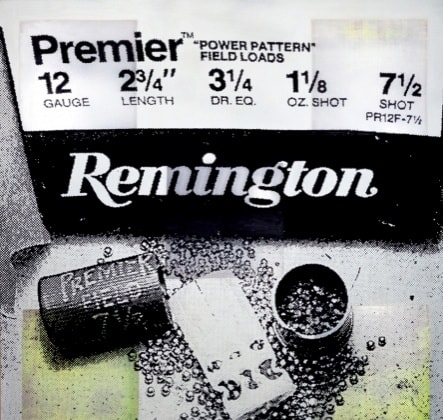 Premier™ "POWER PATTERN"
FIELD LOADS
12 2¾" 3¼ 1⅛ 7½
GAUGE LENGTH DR. EQ. OZ. SHOT SHOT
PR12F-7½
Remington
PREMIER
FIELD
7½